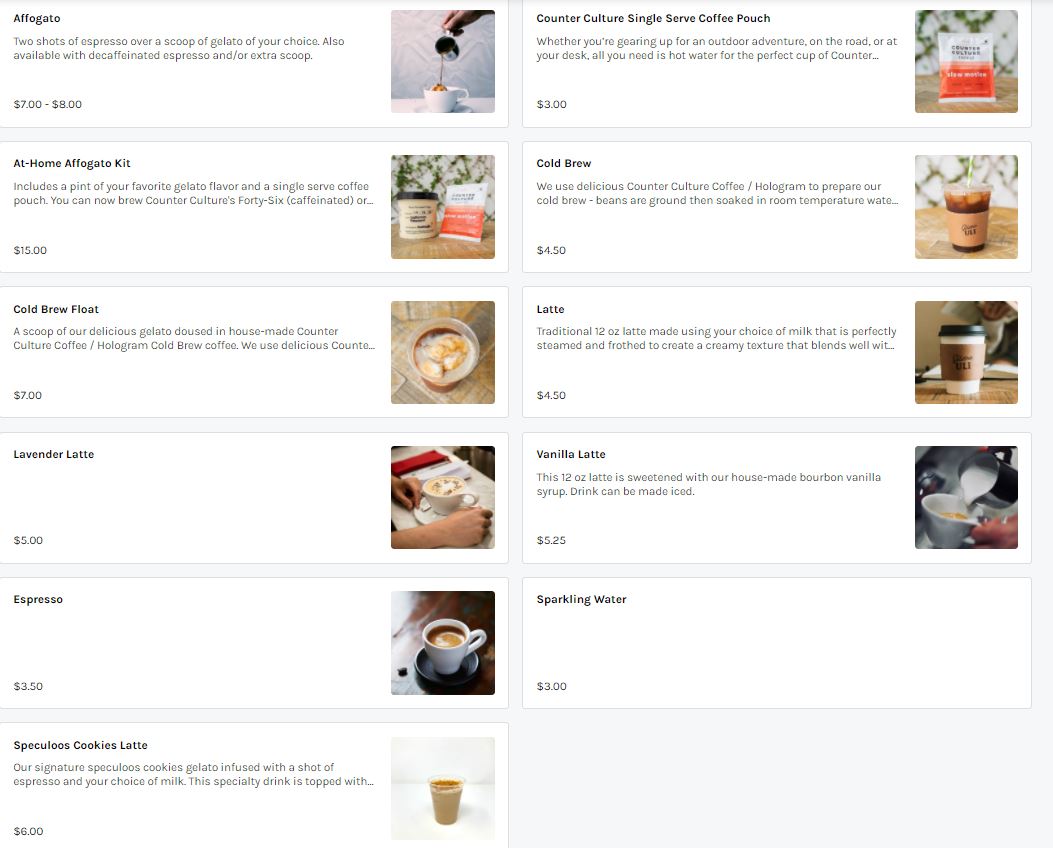 Affogato
Two shots of espresso over a scoop of gelato of your choice. Also
available with decaffeinated espresso and/or extra scoop.
$7.00 - $8.00
Counter Culture Single Serve Coffee Pouch
Whether you're gearing up for an outdoor adventure, on the road, or at
your desk, all you need is hot water for the perfect cup of Counter...
$3.00
COUNTER
CULTURE
COFFEE
slow motion
At-Home Affogato Kit
Includes a pint of your favorite gelato flavor and a single serve coffee
pouch. You can now brew Counter Culture's Forty-Six (caffeinated) or...
$15.00
slow motion
Cold Brew
We use delicious Counter Culture Coffee / Hologram to prepare our
cold brew - beans are ground then soaked in room temperature wate...
$4.50
ULI
Cold Brew Float
A scoop of our delicious gelato doused in house-made Counter
Culture Coffee / Hologram Cold Brew coffee. We use delicious Counte...
$7.00
Latte
Traditional 12 oz latte made using your choice of milk that is perfectly
steamed and frothed to create a creamy texture that blends well wit...
$4.50
ULI
Lavender Latte
$5.00
Vanilla Latte
This 12 oz latte is sweetened with our house-made bourbon vanilla
syrup. Drink can be made iced.
$5.25
Espresso
$3.50
Sparkling Water
$3.00
Speculoos Cookies Latte
Our signature speculoos cookies gelato infused with a shot of
espresso and your choice of milk. This specialty drink is topped with...
$6.00